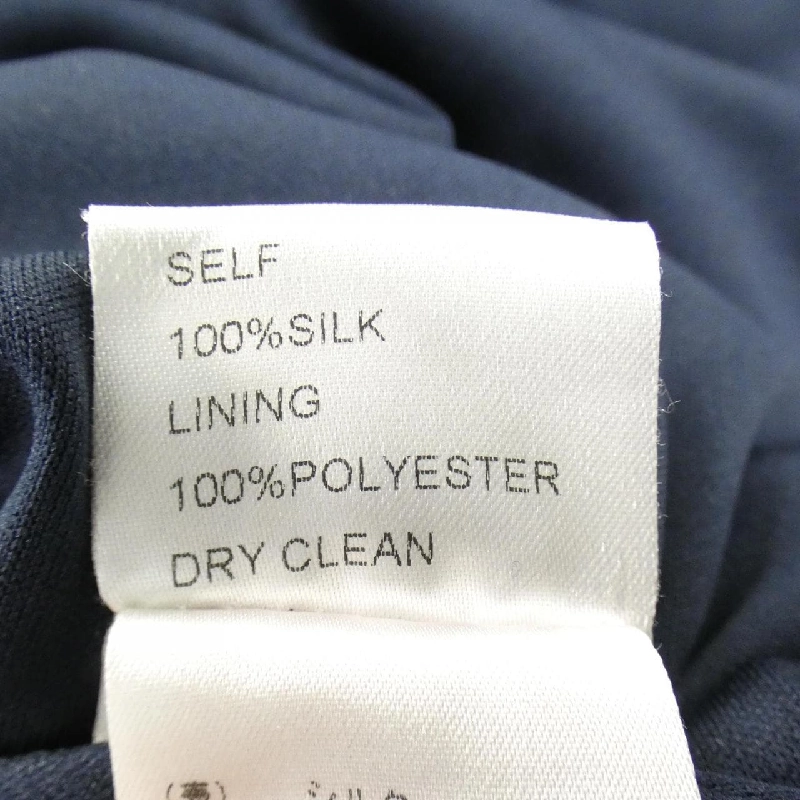 SELF
100%SILK
LINING
100%POLYESTER
DRY CLEAN